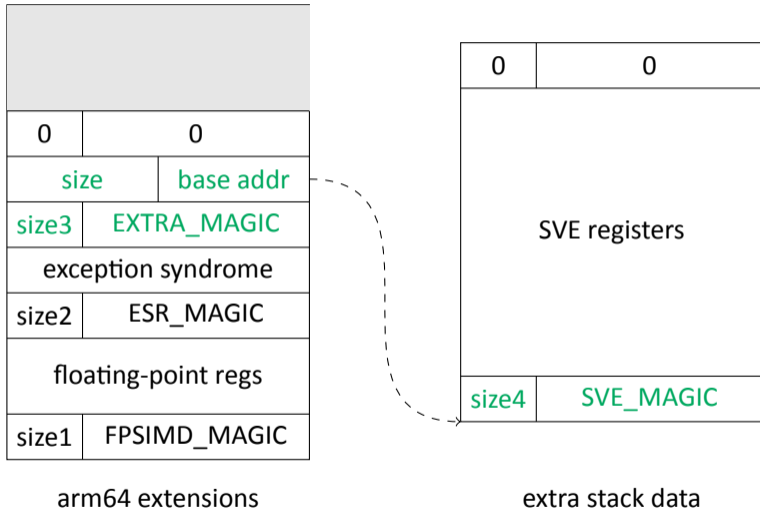 0 0
size base addr
size3 EXTRA_MAGIC
exception syndrome
size2 ESR_MAGIC
floating-point regs
size1 FPSIMD_MAGIC
arm64 extensions
0 0
SVE registers
size4 SVE_MAGIC
extra stack data